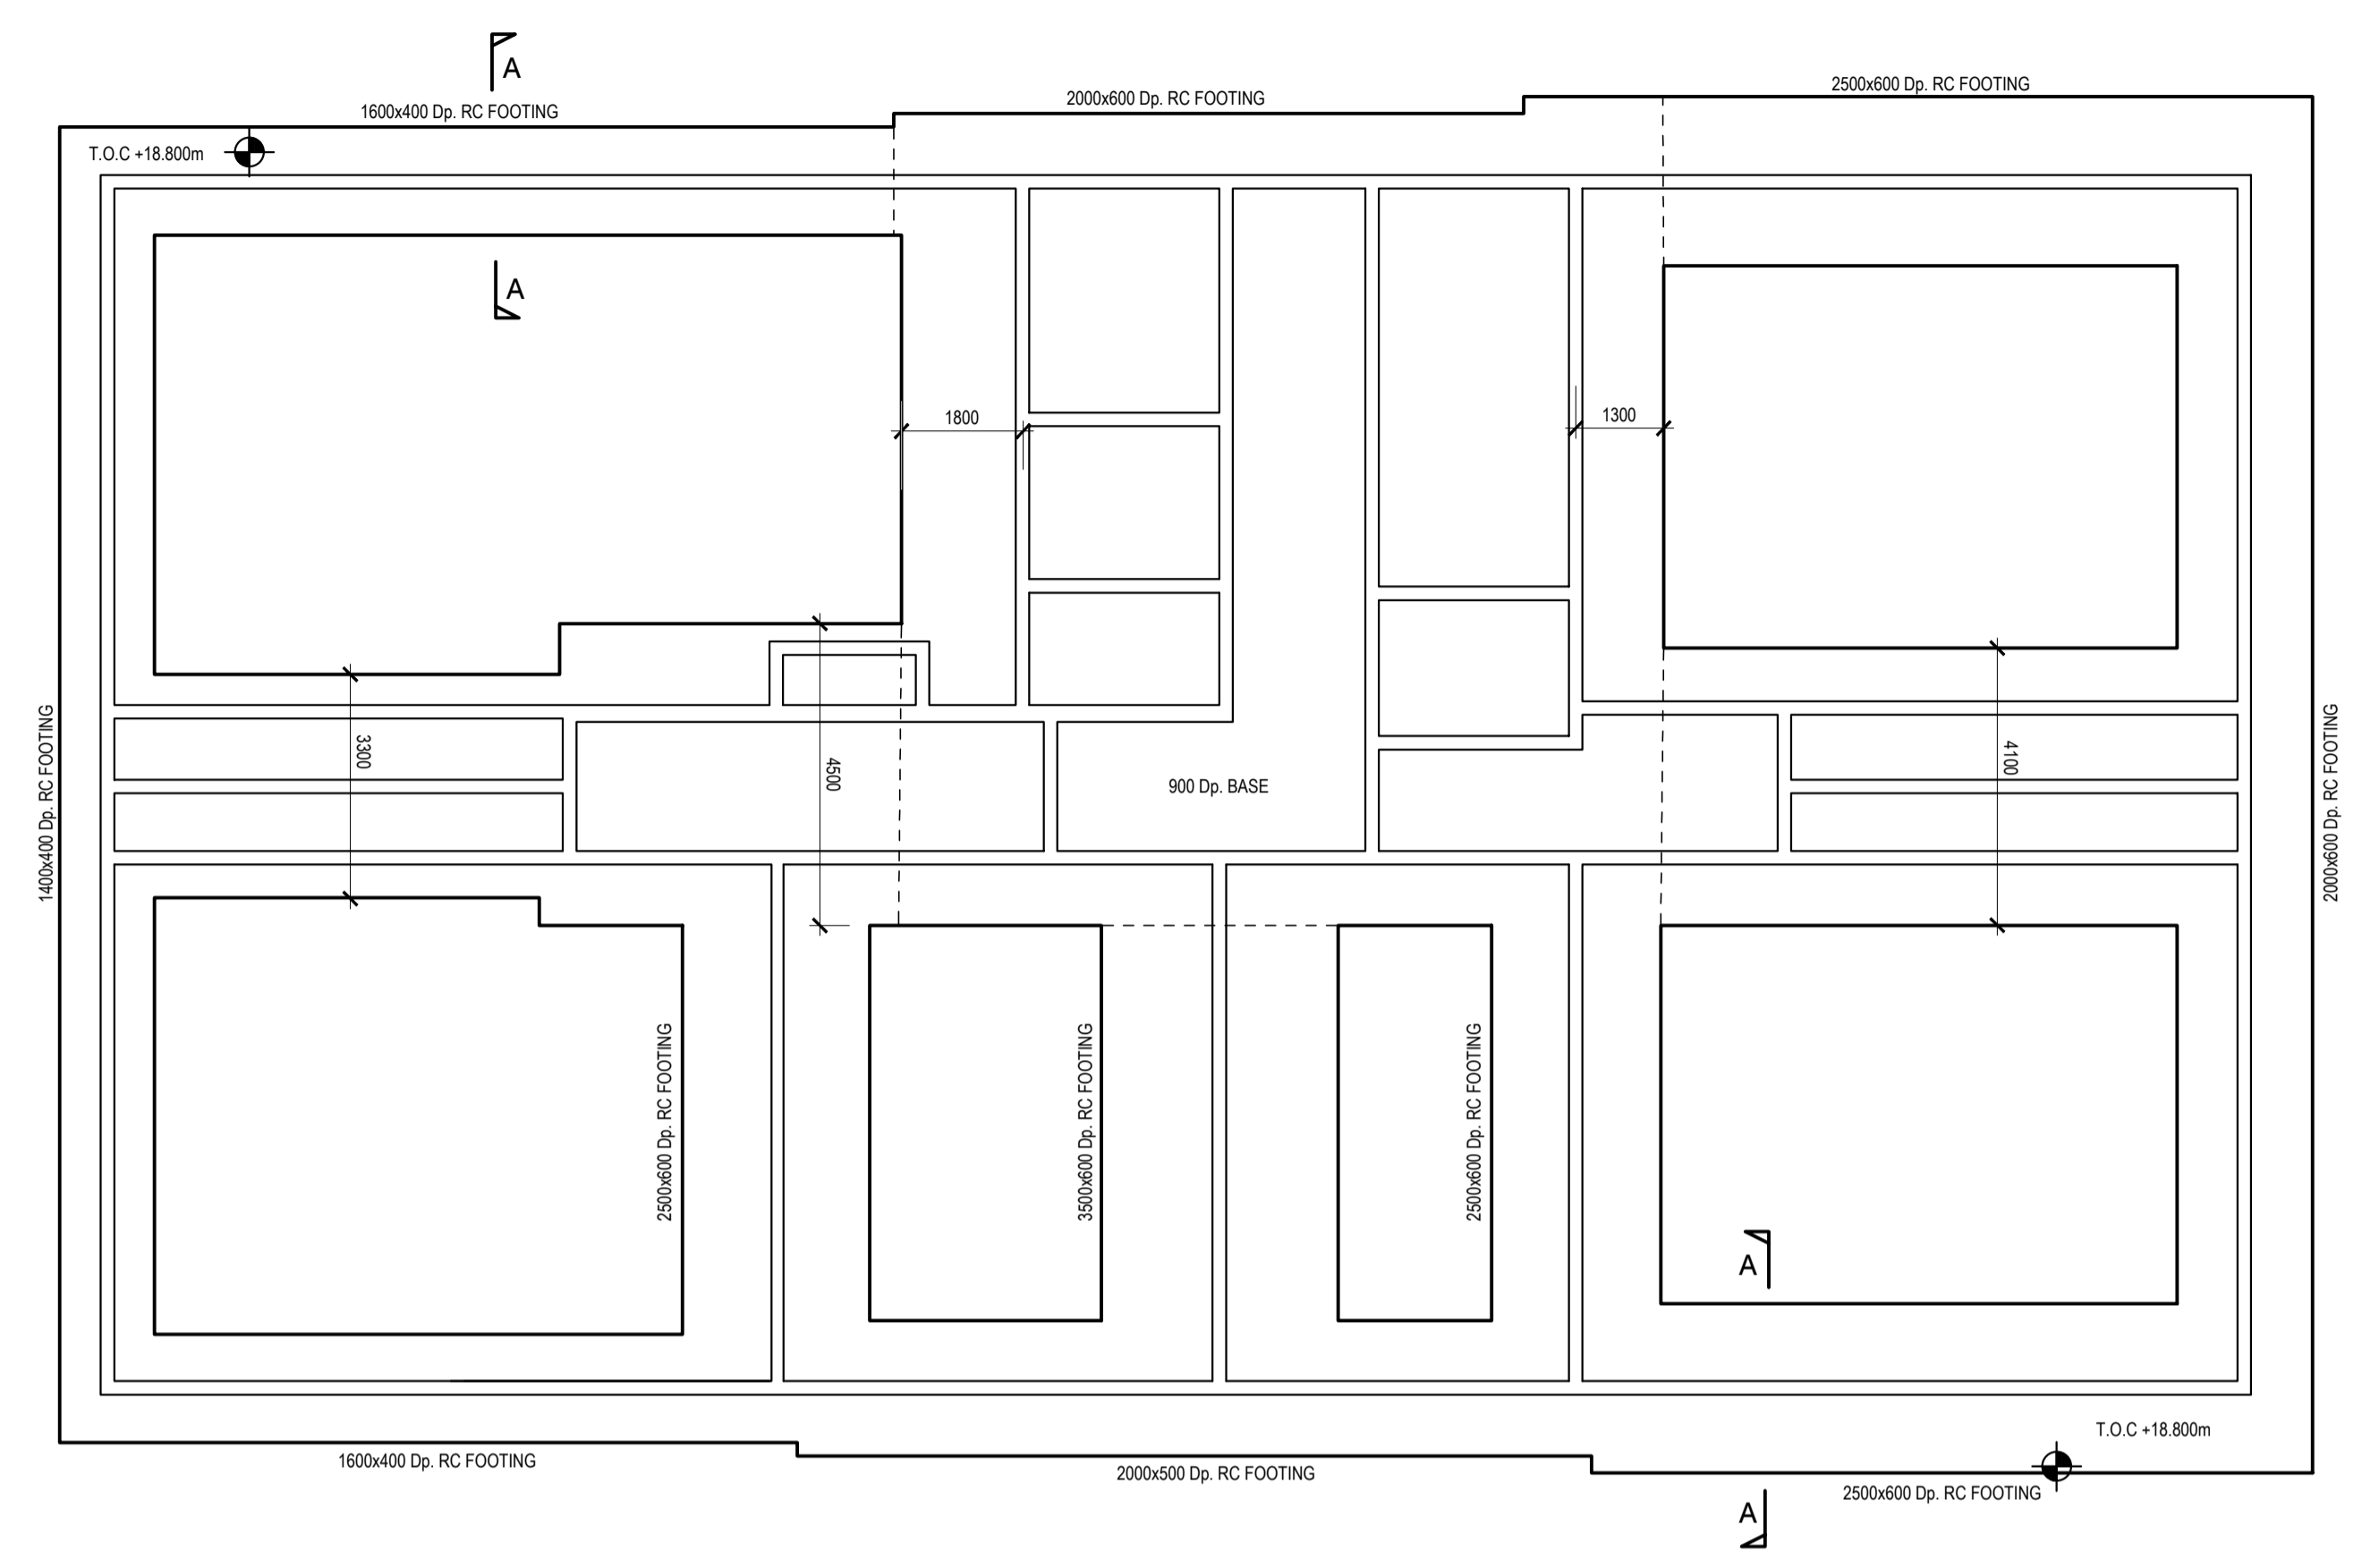 A
2500x600 Dp. RC FOOTING
2000x600 Dp. RC FOOTING
1600x400 Dp. RC FOOTING
T.O.C +18.800m
A
1800
1300
3300
4500
4100
1400x400 Dp. RC FOOTING
900 Dp. BASE
2000x600 Dp. RC FOOTING
2500x600 Dp. RC FOOTING
3500x600 Dp. RC FOOTING
2500x600 Dp. RC FOOTING
A
T.O.C +18.800m
1600x400 Dp. RC FOOTING
2000x500 Dp. RC FOOTING
2500x600 Dp. RC FOOTING
A